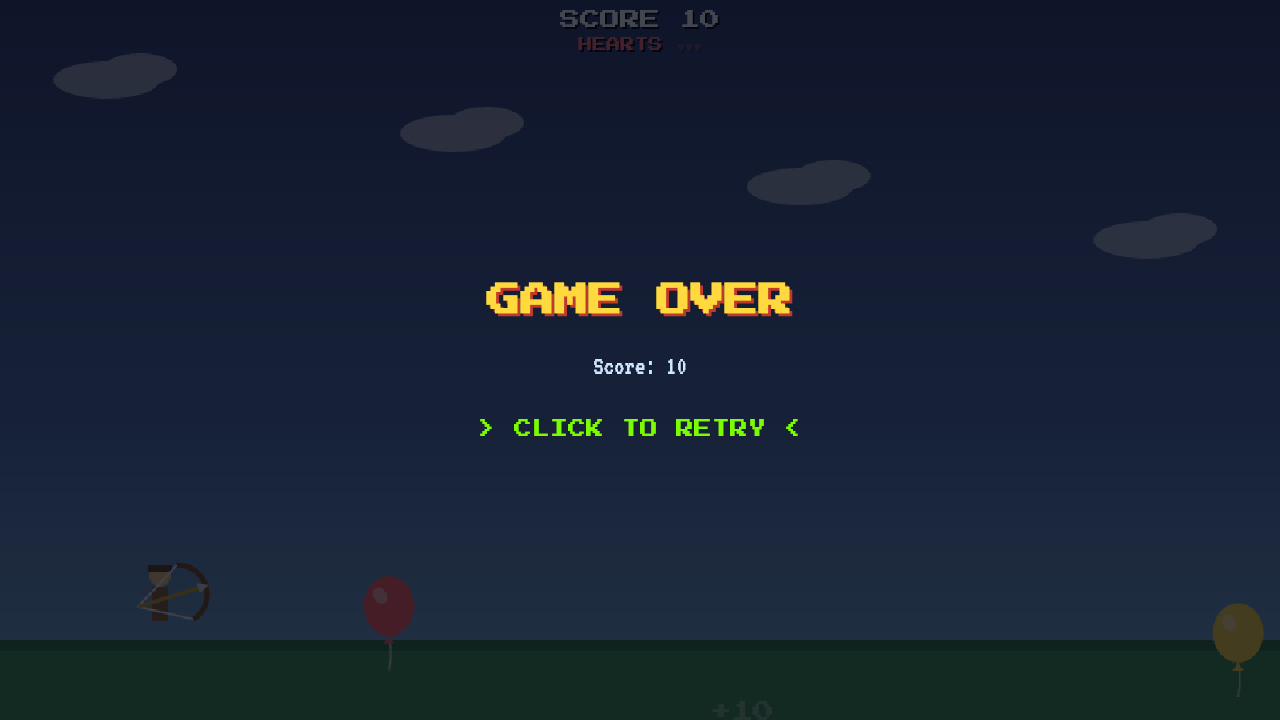 SCORE 10
HEARTS ♥♥♥
GAME OVER
Score: 10
> CLICK TO RETRY <
+10